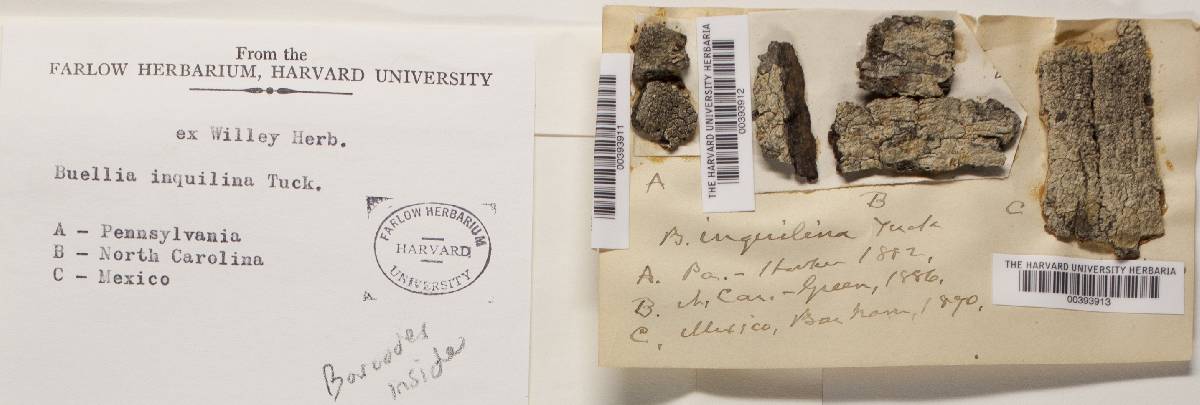 From the
FARLOW HERBARIUM, HARVARD UNIVERSITY
ex Willey Herb.
Buellia inquilina Tuck.
A - Pennsylvania
B - North Carolina
C - Mexico
FARLOW HERBARIUM
HARVARD
UNIVERSITY
Barcodes
inside
00393911
THE HARVARD UNIVERSITY HERBARIA
00393912
A
B
C
THE HARVARD UNIVERSITY HERBARIA
00393913
B. inquilina Tuck
A. Pa. - 1882,
B. N. Car. - Green, 1886.
C. Mexico, 1890.